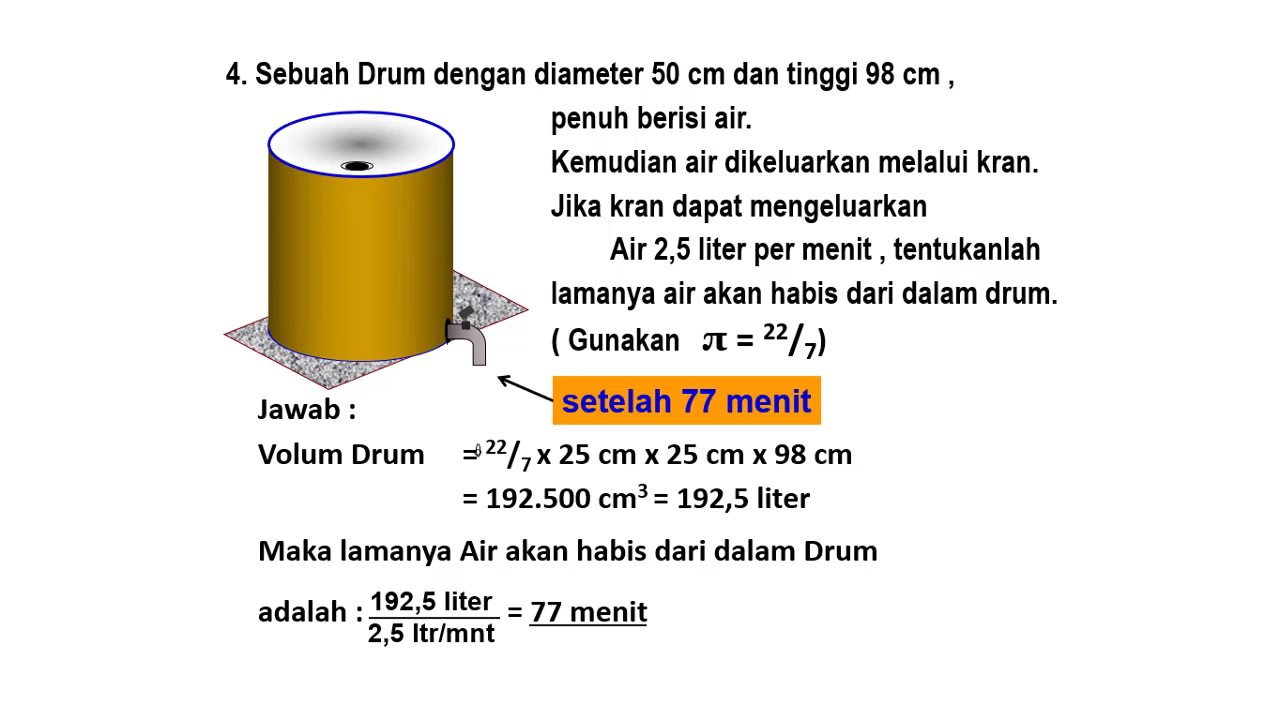 4. Sebuah Drum dengan diameter 50 cm dan tinggi 98 cm ,
penuh berisi air.
Kemudian air dikeluarkan melalui kran.
Jika kran dapat mengeluarkan
Air 2,5 liter per menit , tentukanlah
lamanya air akan habis dari dalam drum.
( Gunakan π = ²²/₇)
setelah 77 menit
Jawab :
Volum Drum = ²²/₇ x 25 cm x 25 cm x 98 cm
= 192.500 cm³ = 192,5 liter
Maka lamanya Air akan habis dari dalam Drum
adalah : 192,5 liter / 2,5 ltr/mnt = 77 menit